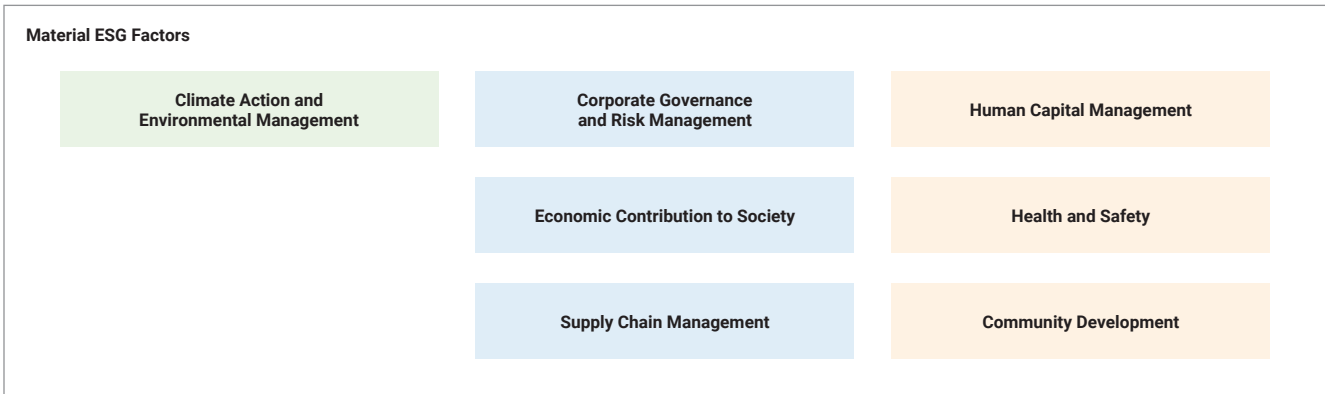 Material ESG Factors
Climate Action and
Environmental Management
Corporate Governance
and Risk Management
Human Capital Management
Economic Contribution to Society
Health and Safety
Supply Chain Management
Community Development